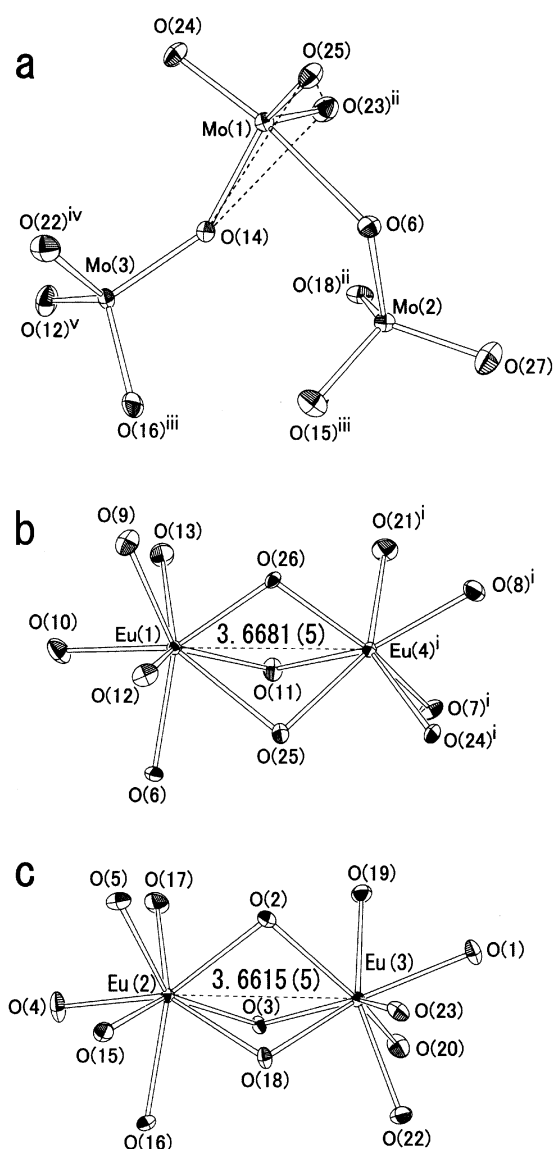 a
O(24)
O(25)
O(23)ii
Mo(1)
O(14)
O(6)
O(22)iv
Mo(3)
O(18)ii
Mo(2)
O(12)v
O(27)
O(16)iii
O(15)iii
b
O(9)
O(13)
O(26)
O(21)i
O(8)i
O(10)
Eu(1)
3.6681(5)
Eu(4)i
O(12)
O(11)
O(7)i
O(25)
O(24)i
O(6)
c
O(5)
O(17)
O(2)
O(19)
O(1)
Eu(2)
3.6615(5)
Eu(3)
O(4)
O(3)
O(23)
O(15)
O(18)
O(20)
O(16)
O(22)